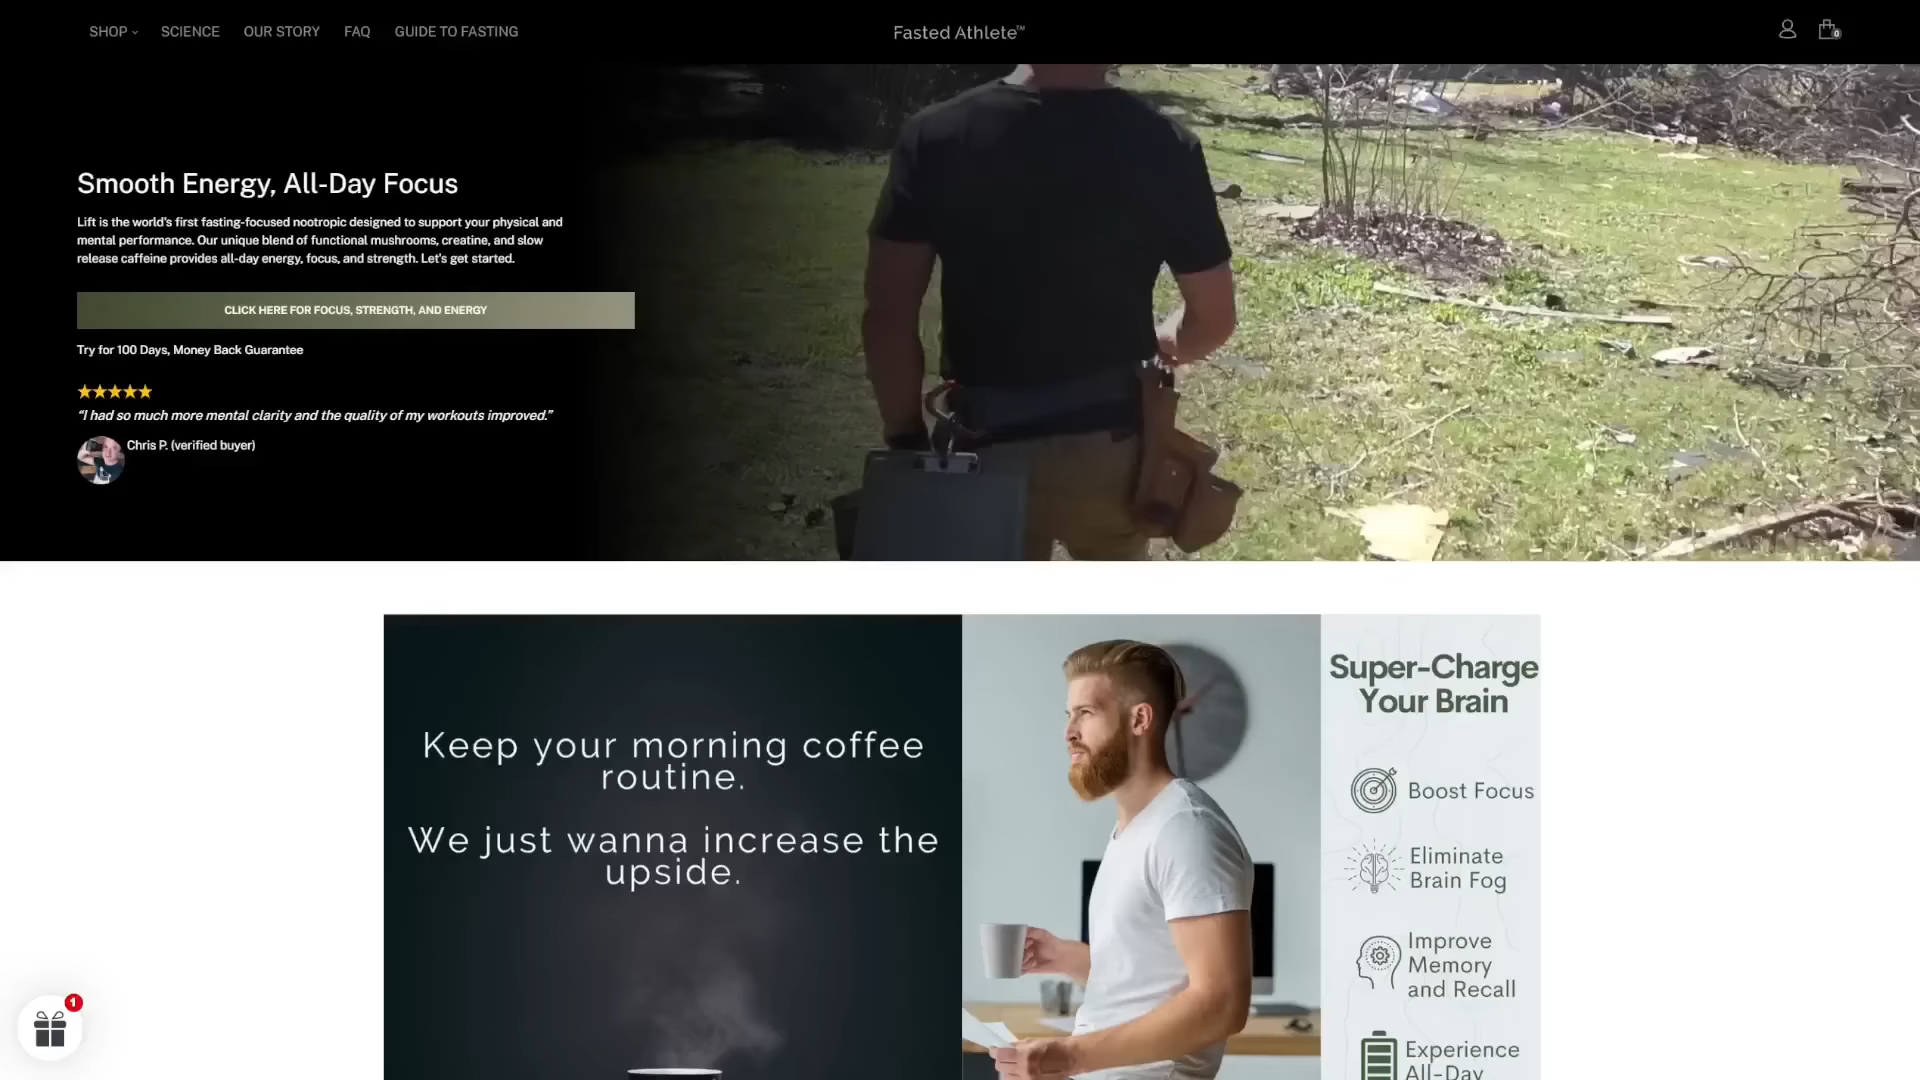 SHOP
SCIENCE
OUR STORY
FAQ
GUIDE TO FASTING
Fasted Athlete™
0
Smooth Energy, All-Day Focus
Lift is the world's first fasting-focused nootropic designed to support your physical and
mental performance. Our unique blend of functional mushrooms, creatine, and slow
release caffeine provides all-day energy, focus, and strength. Let's get started.
CLICK HERE FOR FOCUS, STRENGTH, AND ENERGY
Try for 100 Days, Money Back Guarantee
“I had so much more mental clarity and the quality of my workouts improved.”
Chris P. (verified buyer)
Keep your morning coffee
routine.
We just wanna increase the
upside.
Super-Charge
Your Brain
Boost Focus
Eliminate
Brain Fog
Improve
Memory
and Recall
Experience
All-Day
1